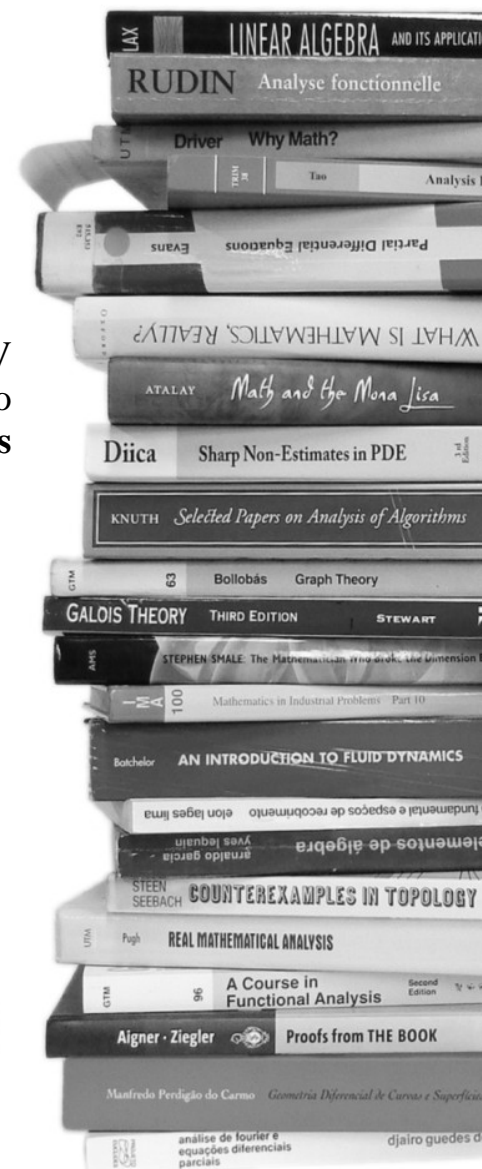 LAX LINEAR ALGEBRA AND ITS APPLICATI
RUDIN Analyse fonctionnelle
UTM Driver Why Math?
TRIM 38 Tao Analysis I
Evans Partial Differential Equations
WHAT IS MATHEMATICS, REALLY?
V
o
s
ATALAY Math and the Mona Lisa
Diica Sharp Non-Estimates in PDE 3rd Edition
KNUTH Selected Papers on Analysis of Algorithms
GTM 63 Bollobás Graph Theory
GALOIS THEORY THIRD EDITION STEWART
AMS STEPHEN SMALE: The Mathematician Who Broke the Dimension B
IMA 100 Mathematics in Industrial Problems Part 10
Batchelor AN INTRODUCTION TO FLUID DYNAMICS
fundamental e espaços de recobrimento elon lages lima
elementos de álgebra arnaldo garcia
yves lequain
STEEN
SEEBACH COUNTEREXAMPLES IN TOPOLOGY
UTM Pugh REAL MATHEMATICAL ANALYSIS
GTM 96 A Course in Second
Functional Analysis Edition
Aigner · Ziegler Proofs from THE BOOK
Manfredo Perdigão do Carmo Geometria Diferencial de Curvas e Superfície
análise de fourier e djairo guedes d
equações diferenciais
parciais